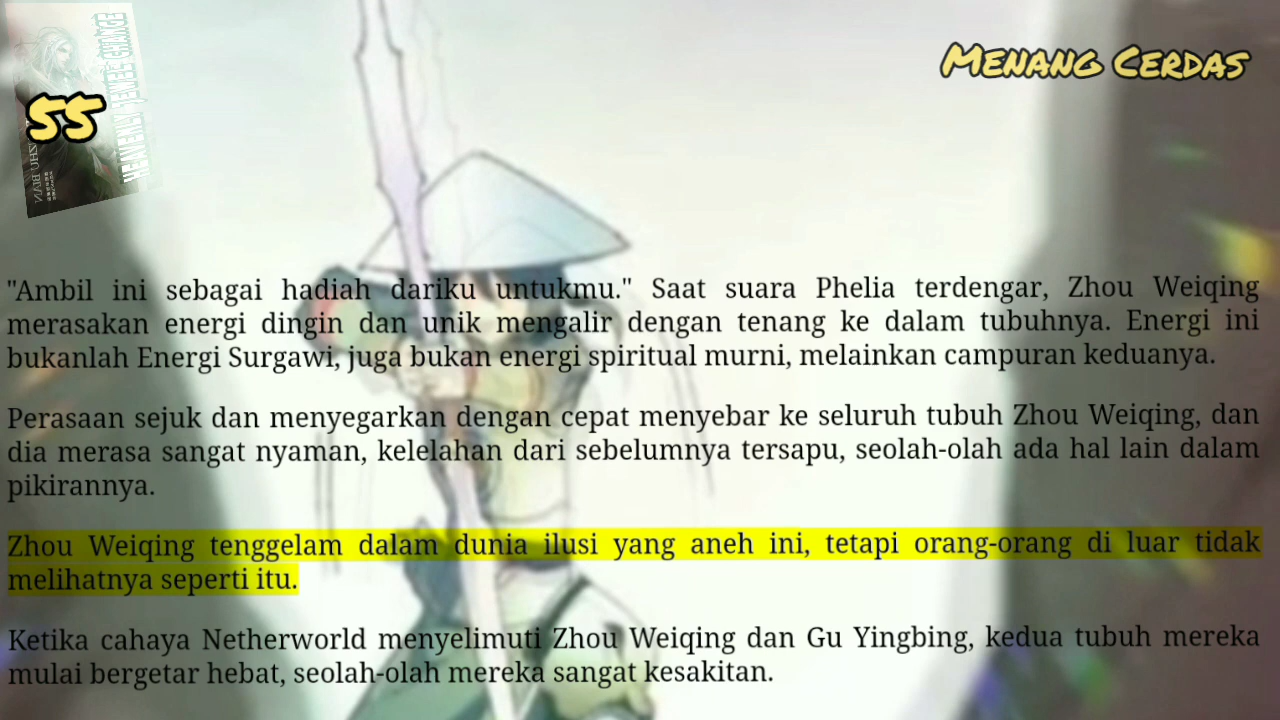 HEAVENLY JEWEL CHANGE
55
Menang Cerdas
"Ambil ini sebagai hadiah dariku untukmu." Saat suara Phelia terdengar, Zhou Weiqing
merasakan energi dingin dan unik mengalir dengan tenang ke dalam tubuhnya. Energi ini
bukanlah Energi Surgawi, juga bukan energi spiritual murni, melainkan campuran keduanya.
Perasaan sejuk dan menyegarkan dengan cepat menyebar ke seluruh tubuh Zhou Weiqing, dan
dia merasa sangat nyaman, kelelahan dari sebelumnya tersapu, seolah-olah ada hal lain dalam
pikirannya.
Zhou Weiqing tenggelam dalam dunia ilusi yang aneh ini, tetapi orang-orang di luar tidak
melihatnya seperti itu.
Ketika cahaya Netherworld menyelimuti Zhou Weiqing dan Gu Yingbing, kedua tubuh mereka
mulai bergetar hebat, seolah-olah mereka sangat kesakitan.